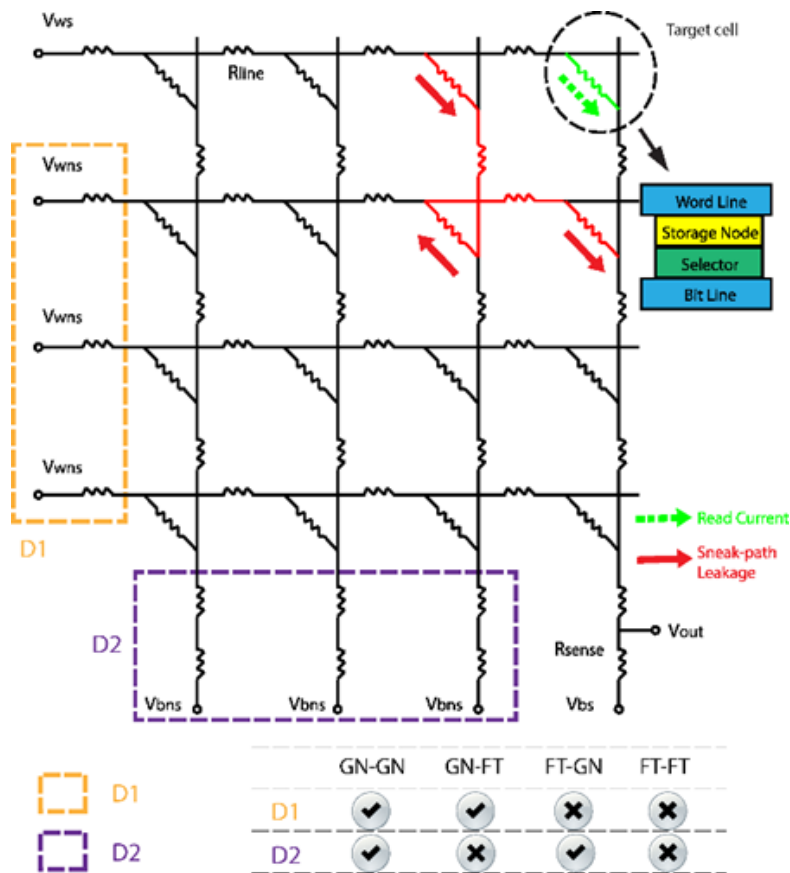 Vws
Target cell
Rline
Vwns
Word Line
Storage Node
Selector
Bit Line
Vwns
Vwns
Read Current
D1
Sneak-path
Leakage
D2
Rsense
Vout
Vbns
Vbns
Vbns
Vbs
GN-GN GN-FT FT-GN FT-FT
D1
D1
D2
D2